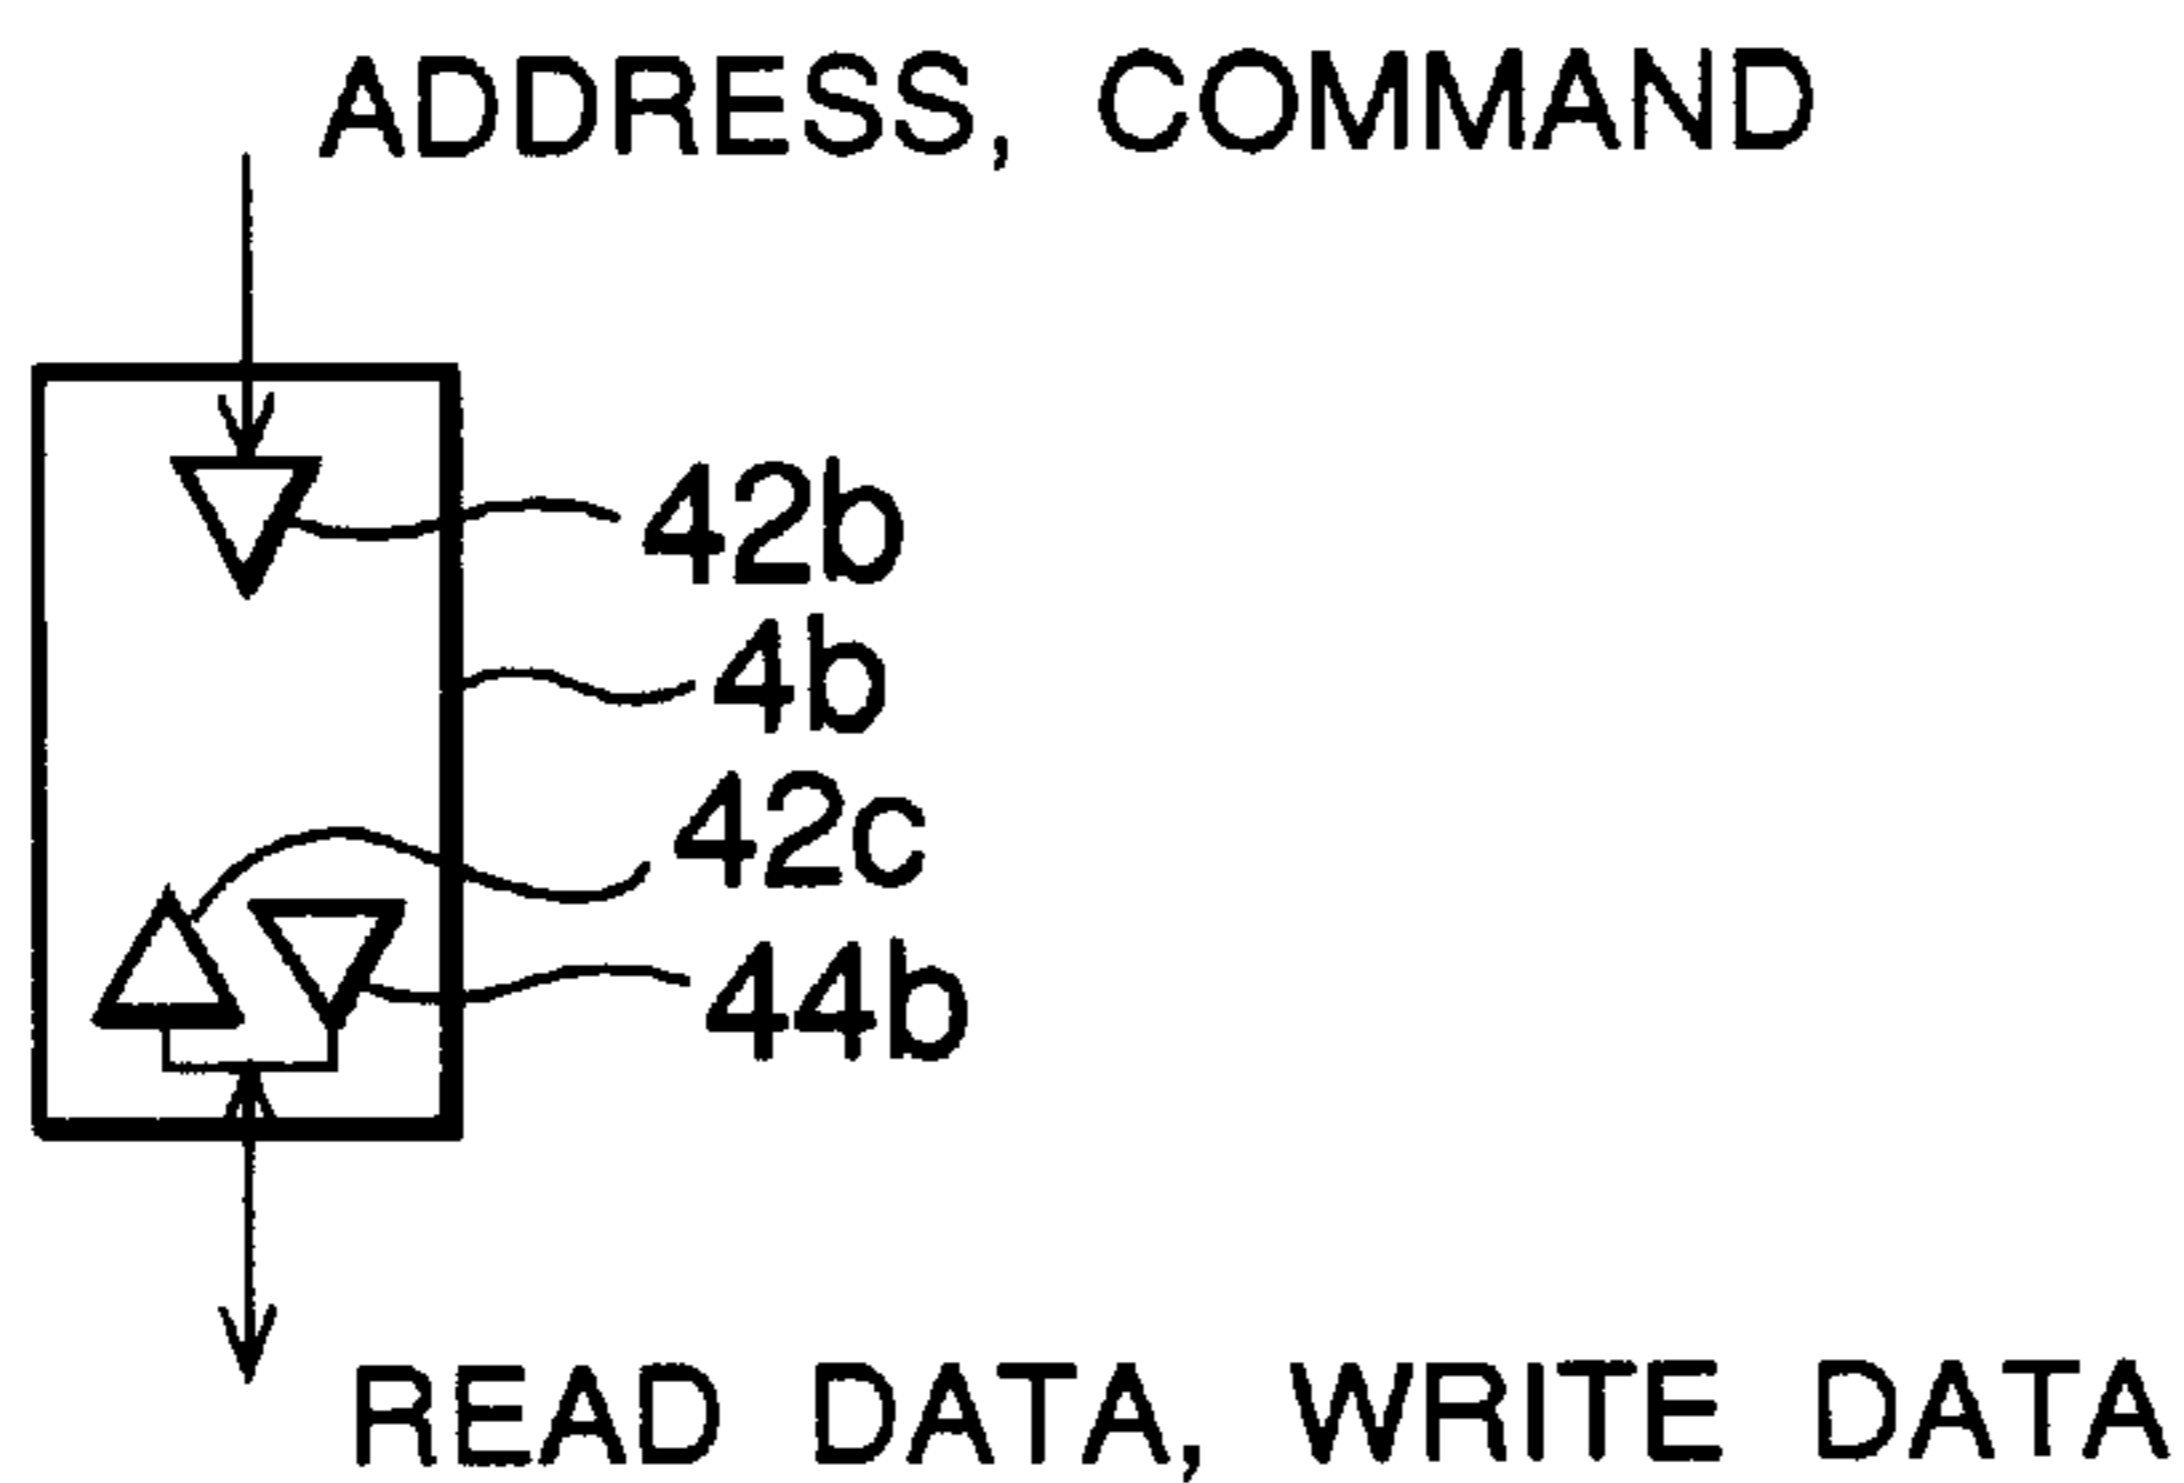 ADDRESS, COMMAND
42b
4b
42c
44b
READ DATA, WRITE DATA